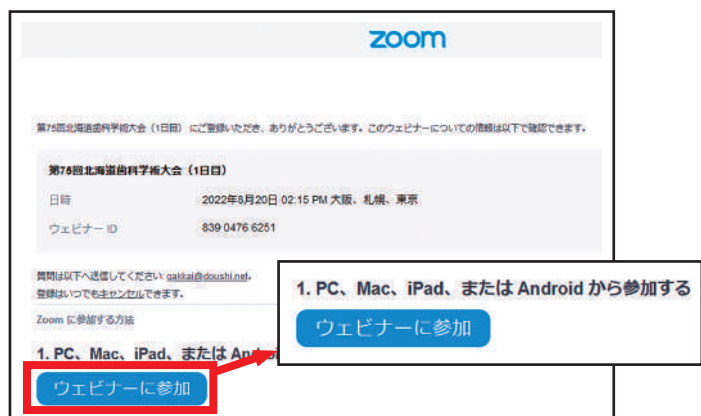 zoom
第75回北海道歯科学術大会（1日目）にご登録いただき、ありがとうございます。このウェビナーについての情報は以下で確認できます。
第75回北海道歯科学術大会（1日目）
日時 2022年8月20日 02:15 PM 大阪、札幌、東京
ウェビナー ID 839 0476 6251
質問は以下へ送信してください: gakkai@doushi.net。
登録はいつでもキャンセルできます。
Zoom に参加する方法
1. PC、Mac、iPad、または Androi
ウェビナーに参加
1. PC、Mac、iPad、または Android から参加する
ウェビナーに参加